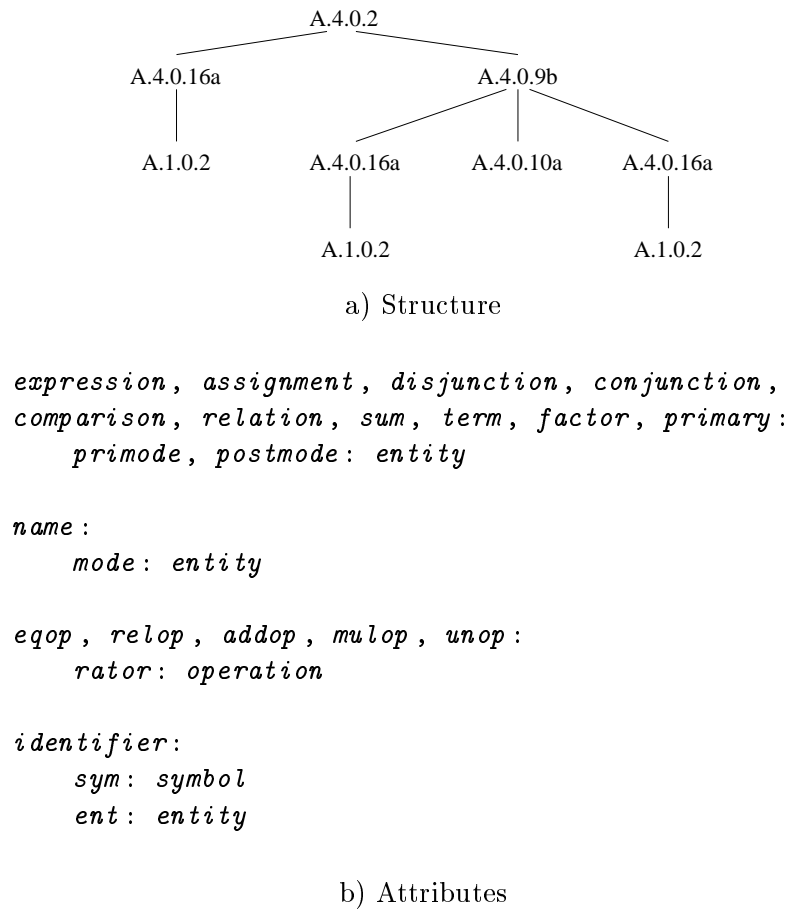 A.4.0.2
A.4.0.16a A.4.0.9b
A.1.0.2 A.4.0.16a A.4.0.10a A.4.0.16a
A.1.0.2 A.1.0.2
a) Structure
expression, assignment, disjunction, conjunction,
comparison, relation, sum, term, factor, primary:
primode, postmode: entity
name:
mode: entity
eqop, relop, addop, mulop, unop:
rator: operation
identifier:
sym: symbol
ent: entity
b) Attributes